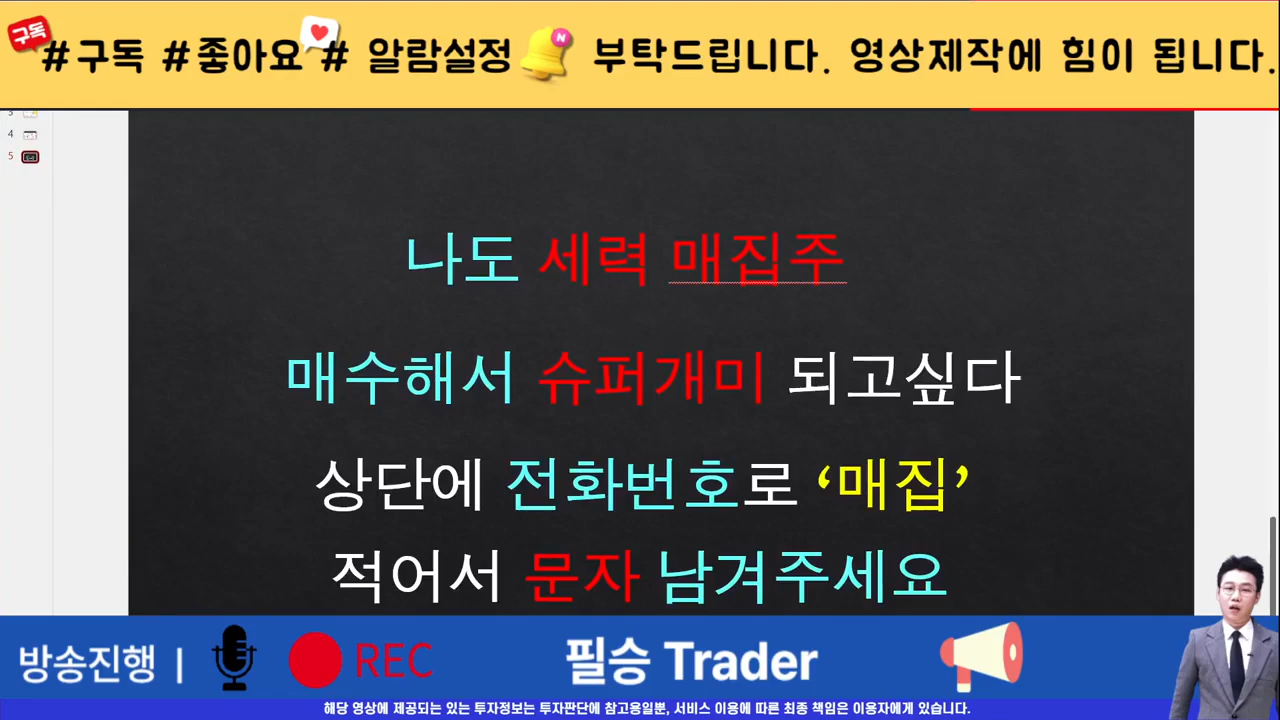 구독
#구독 #좋아요 # 알람설정 N 부탁드립니다. 영상제작에 힘이 됩니다.
3
4
5
나도 세력 매집주
매수해서 슈퍼개미 되고싶다
상단에 전화번호로 ‘매집’
적어서 문자 남겨주세요
방송진행 | REC 필승 Trader
해당 영상에 제공되는 있는 투자정보는 투자판단에 참고용일뿐, 서비스 이용에 따른 최종 책임은 이용자에게 있습니다.